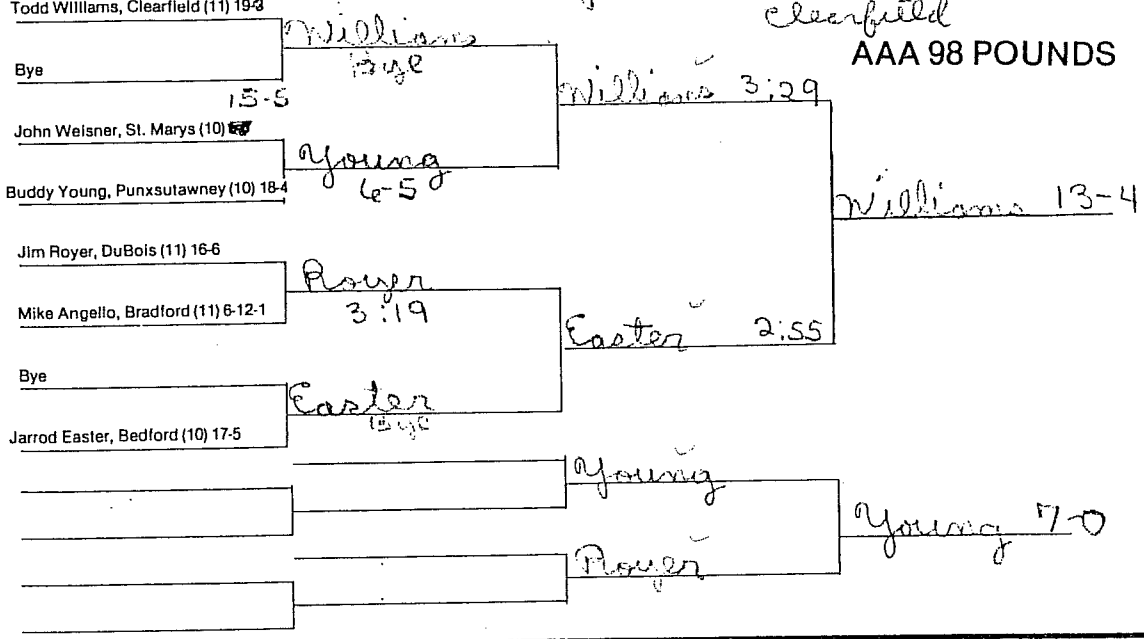 Todd Williams, Clearfield (11) 19-3
Clearfield
AAA 98 POUNDS
Williams
Bye
Bye
15-5
Williams 3:29
John Weisner, St. Marys (10)
Young
6-5
Buddy Young, Punxsutawney (10) 18-4
Williams 13-4
Jim Royer, DuBois (11) 16-6
Royer
3:19
Mike Angello, Bradford (11) 6-12-1
Easter 2:55
Bye
Easter
Bye
Jarrod Easter, Bedford (10) 17-5
Young
Young 7-0
Royer